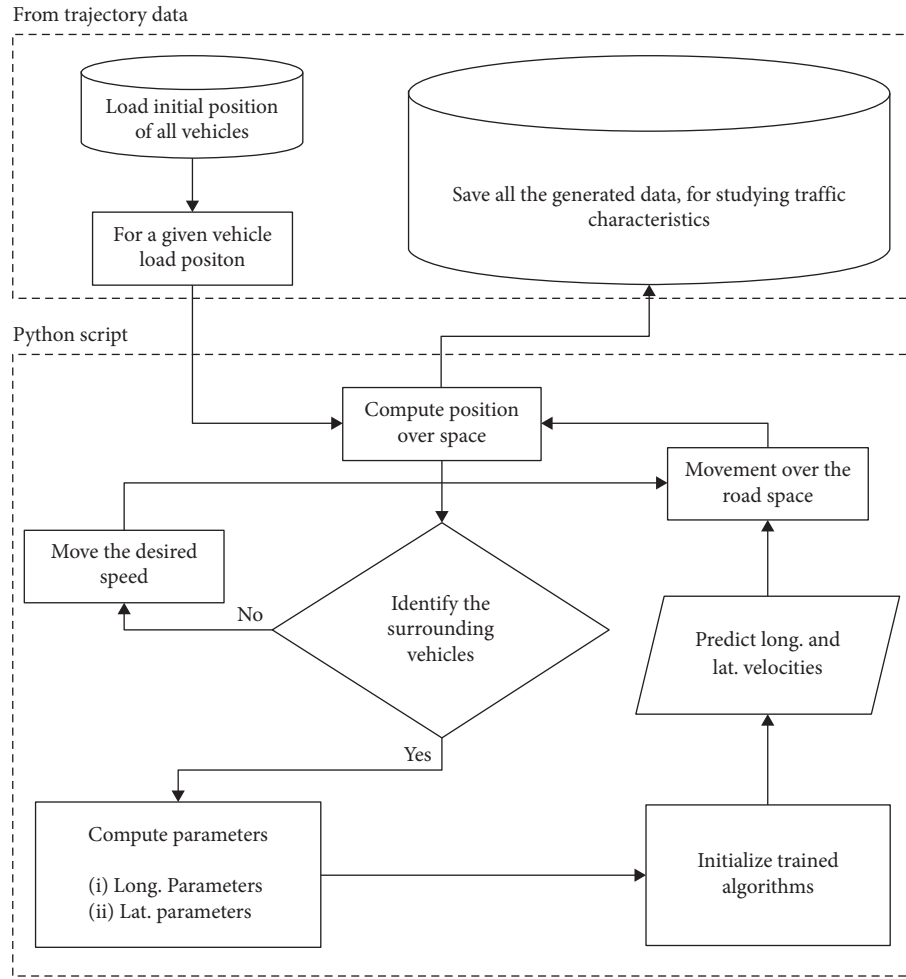 From trajectory data
Load initial position
of all vehicles
Save all the generated data, for studying traffic
characteristics
For a given vehicle
load positon
Python script
Compute position
over space
Movement over the
road space
Move the desired
speed
No
Identify the
surrounding
vehicles
Predict long. and
lat. velocities
Yes
Compute parameters
(i) Long. Parameters
(ii) Lat. parameters
Initialize trained
algorithms